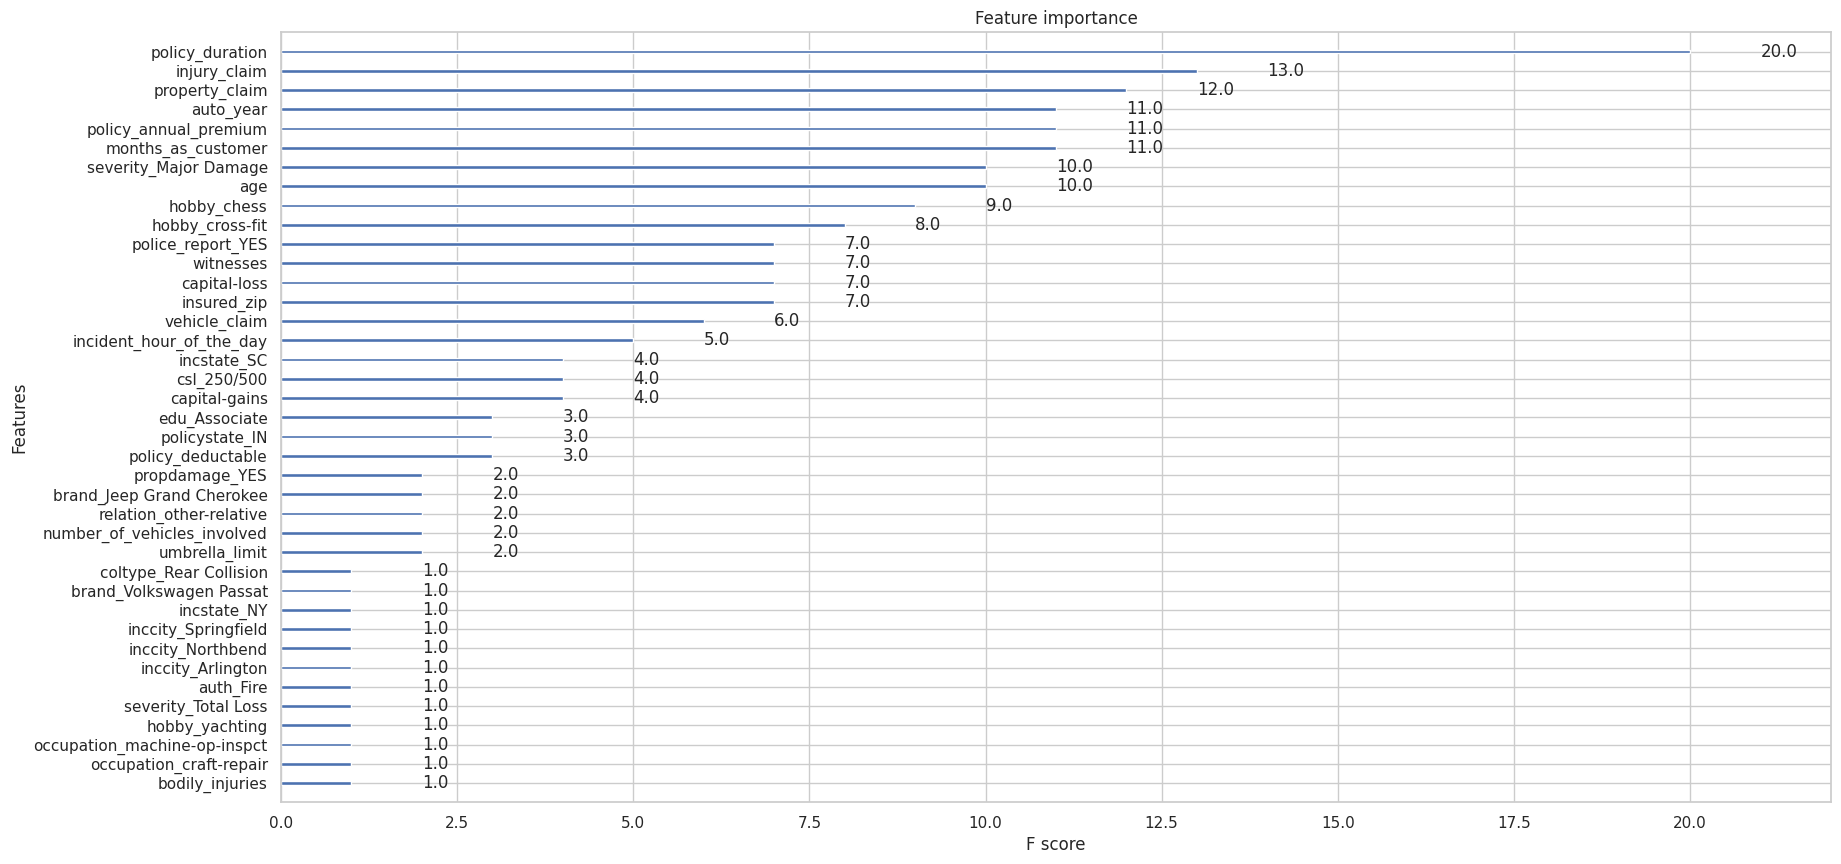 Feature importance
policy_duration 20.0
injury_claim 13.0
property_claim 12.0
auto_year 11.0
policy_annual_premium 11.0
months_as_customer 11.0
severity_Major Damage 10.0
age 10.0
hobby_chess 9.0
hobby_cross-fit 8.0
police_report_YES 7.0
witnesses 7.0
capital-loss 7.0
insured_zip 7.0
vehicle_claim 6.0
incident_hour_of_the_day 5.0
incstate_SC 4.0
csl_250/500 4.0
capital-gains 4.0
edu_Associate 3.0
policystate_IN 3.0
policy_deductable 3.0
propdamage_YES 2.0
brand_Jeep Grand Cherokee 2.0
relation_other-relative 2.0
number_of_vehicles_involved 2.0
umbrella_limit 2.0
coltype_Rear Collision 1.0
brand_Volkswagen Passat 1.0
incstate_NY 1.0
inccity_Springfield 1.0
inccity_Northbend 1.0
inccity_Arlington 1.0
auth_Fire 1.0
severity_Total Loss 1.0
hobby_yachting 1.0
occupation_machine-op-inspct 1.0
occupation_craft-repair 1.0
bodily_injuries 1.0
Features
0.0 2.5 5.0 7.5 10.0 12.5 15.0 17.5 20.0
F score